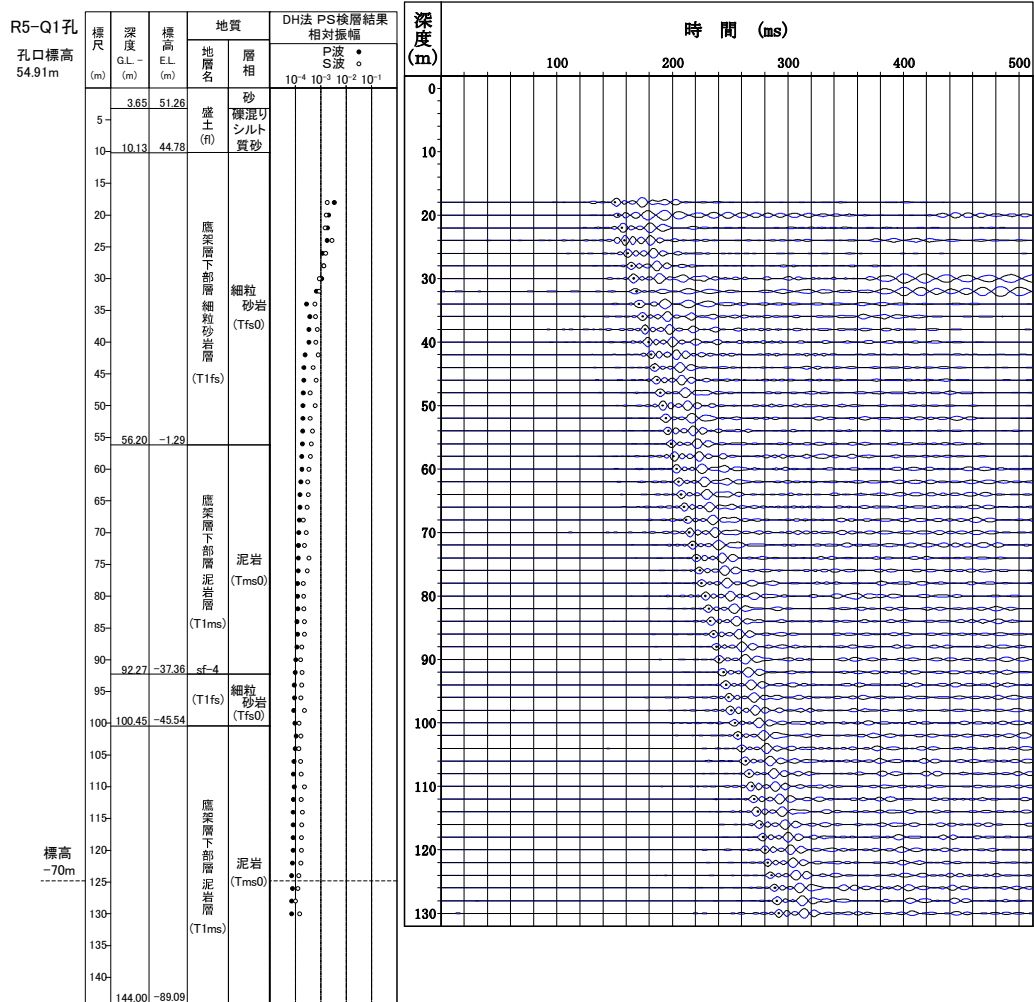 R5-Q1孔
孔口標高
54.91m
標尺
(m)
深度
G.L. -
(m)
標高
E.L.
(m)
地質
地層名
層相
DH法 PS検層結果
相対振幅
P波 ●
S波 ○
10⁻⁴ 10⁻³ 10⁻² 10⁻¹
深度
(m)
時 間 (ms)
100 200 300 400 500
5
10
15
20
25
30
35
40
45
50
55
60
65
70
75
80
85
90
95
100
105
110
115
120
125
130
135
140
3.65 51.26
10.13 44.78
56.20 -1.29
92.27 -37.36
100.45 -45.54
144.00 -89.09
盛土
(fl)
砂
礫混り
シルト
質砂
鷹架層下部層 細粒砂岩層
(T1fs)
細粒
砂岩
(Tfs0)
鷹架層下部層 泥岩層
(T1ms)
泥岩
(Tms0)
sf-4
(T1fs)
細粒
砂岩
(Tfs0)
鷹架層下部層 泥岩層
(T1ms)
泥岩
(Tms0)
標高
-70m
0
10
20
30
40
50
60
70
80
90
100
110
120
130